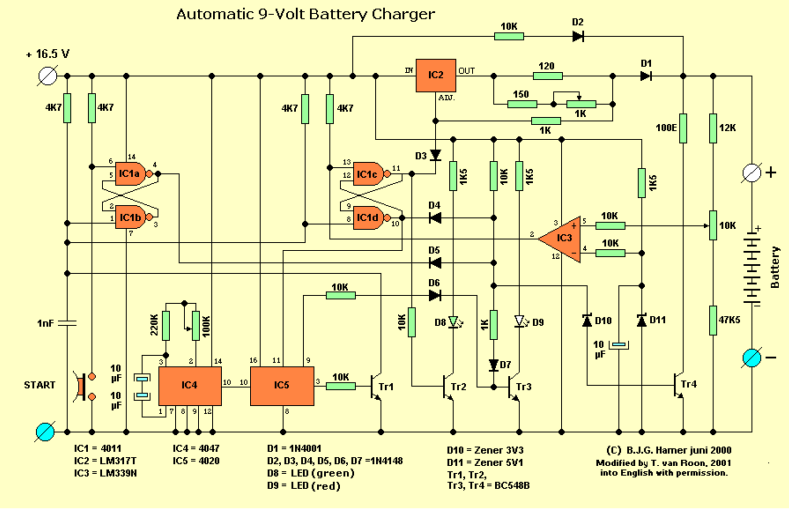 Automatic 9-Volt Battery Charger
10K
D2
+ 16.5 V
IN
IC2
OUT
120
D1
ADJ.
150
1K
1K
4K7
4K7
4K7
4K7
100E
12K
D3
14
6
4
IC1a
5
13
11
IC1c
12
1K5
10K
1K5
1K5
+
2
IC1b
1
3
7
9
IC1d
8
10
D4
3
5
10K
10K
+
2
IC3
-
4
10K
12
D5
D6
10K
Battery
1nF
220K
100K
10K
D8
1K
D9
D10
D11
47K5
10
µF
-
START
10
µF
10
µF
3
2
14
IC4
10
1
7
8
9
12
16
11
9
10
IC5
3
8
10K
Tr1
Tr2
D7
Tr3
Tr4
IC1 = 4011
IC2 = LM317T
IC3 = LM339N
IC4 = 4047
IC5 = 4020
D1 = 1N4001
D2, D3, D4, D5, D6, D7 =1N4148
D8 = LED (green)
D9 = LED (red)
D10 = Zener 3V3
D11 = Zener 5V1
Tr1, Tr2,
Tr3, Tr4 = BC548B
(C) B.J.G. Hamer juni 2000
Modified by T. van Roon, 2001
into English with permission.